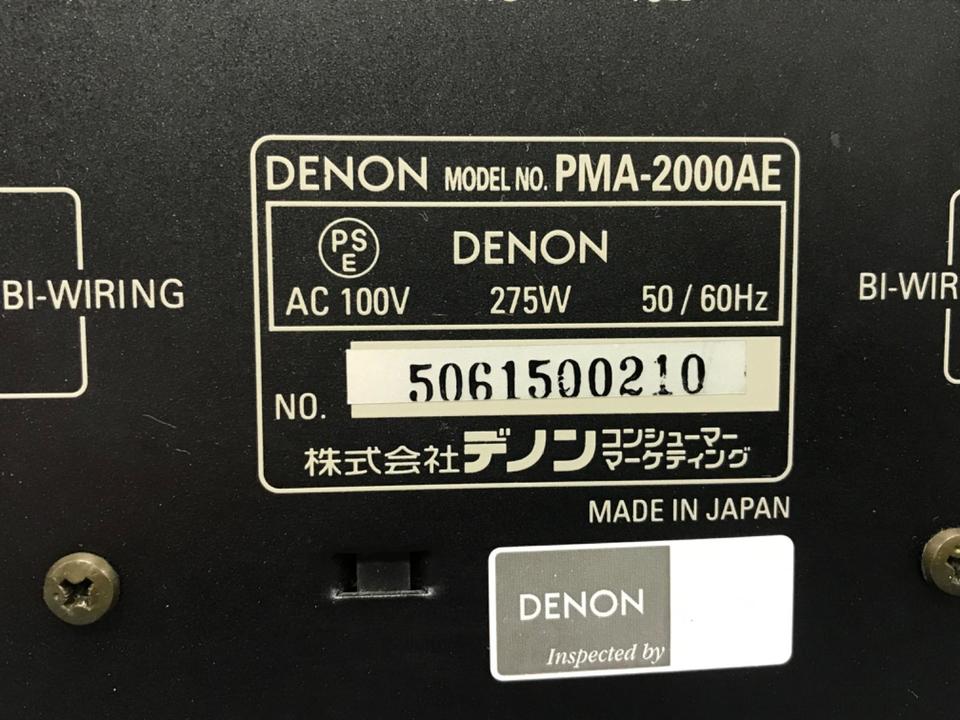 DENON MODEL NO. PMA-2000AE
PS
E
DENON
AC 100V 275W 50 / 60Hz
BI-WIRING
BI-WIR
NO. 5061500210
株式会社デノン コンシューマー
マーケティング
MADE IN JAPAN
DENON
Inspected by